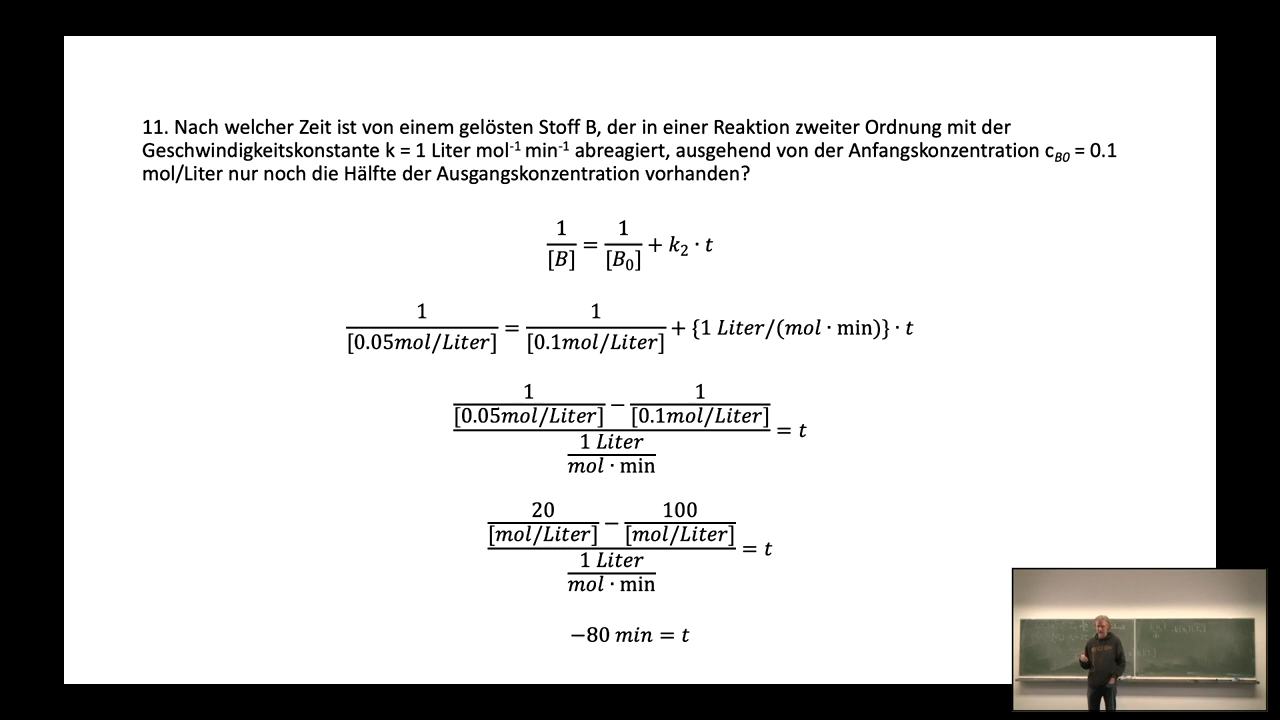 11. Nach welcher Zeit ist von einem gelösten Stoff B, der in einer Reaktion zweiter Ordnung mit der
Geschwindigkeitskonstante k = 1 Liter mol⁻¹ min⁻¹ abreagiert, ausgehend von der Anfangskonzentration c_B0 = 0.1
mol/Liter nur noch die Hälfte der Ausgangskonzentration vorhanden?
1/[B] = 1/[B₀] + k₂ · t
1/[0.05mol/Liter] = 1/[0.1mol/Liter] + {1 Liter/(mol · min)} · t
(1/[0.05mol/Liter] − 1/[0.1mol/Liter]) / (1 Liter/(mol · min)) = t
(20/[mol/Liter] − 100/[mol/Liter]) / (1 Liter/(mol · min)) = t
−80 min = t